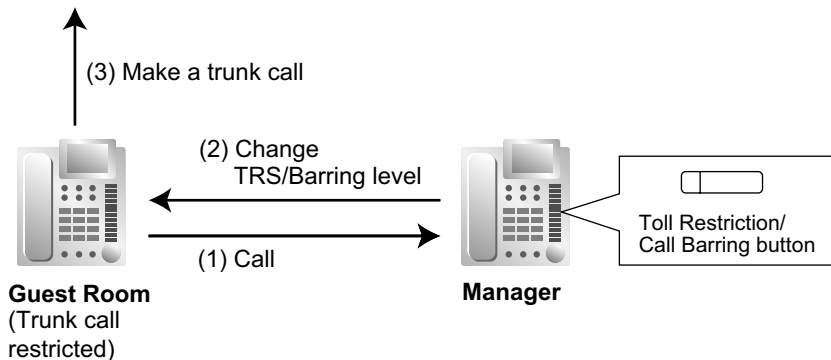 (3) Make a trunk call
(2) Change
TRS/Barring level
(1) Call
Toll Restriction/
Call Barring button
Guest Room
(Trunk call
restricted)
Manager